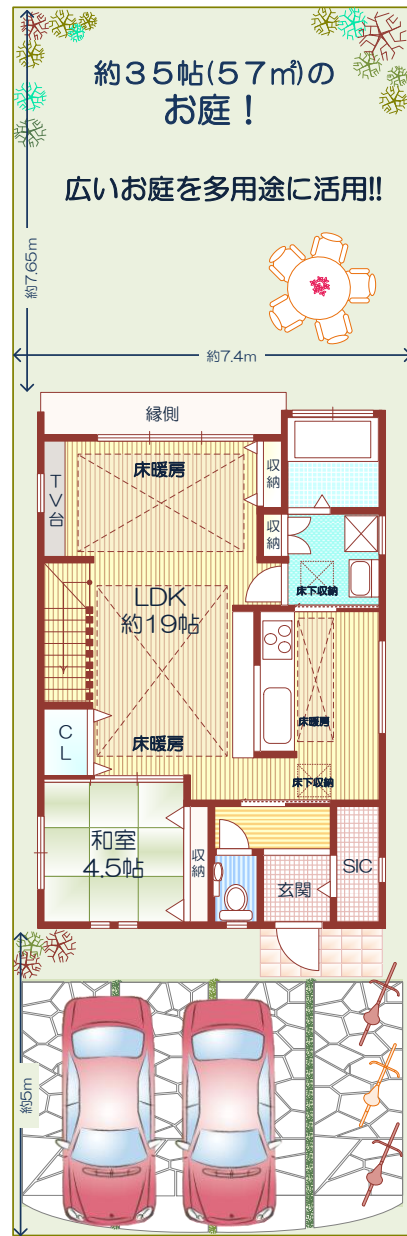 約35帖(57㎡)の
お庭！
広いお庭を多用途に活用!!
約7.65m
約7.4m
縁側
床暖房
収納
TV台
収納
床下収納
LDK
約19帖
床暖房
床暖房
CL
床下収納
和室
4.5帖
収納
玄関
SIC
約5m